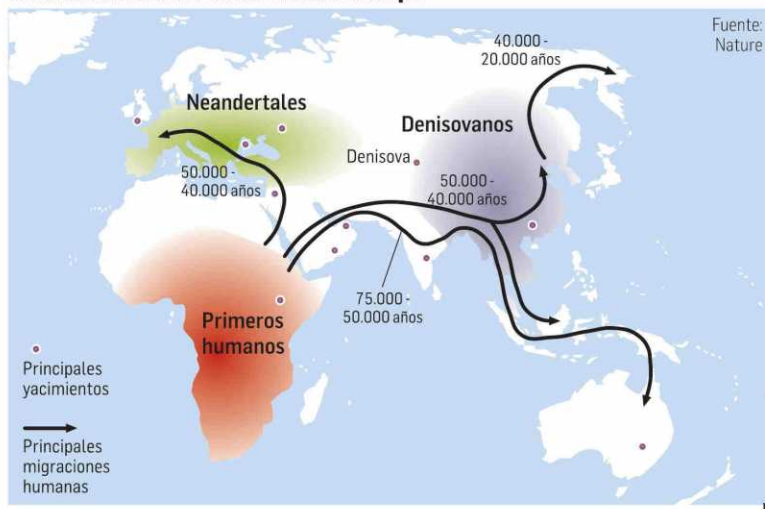 Fuente:
Nature
40.000 -
20.000 años
Neandertales
Denisovanos
Denisova
50.000 -
40.000 años
50.000 -
40.000 años
75.000 -
50.000 años
Primeros
humanos
Principales
yacimientos
Principales
migraciones
humanas